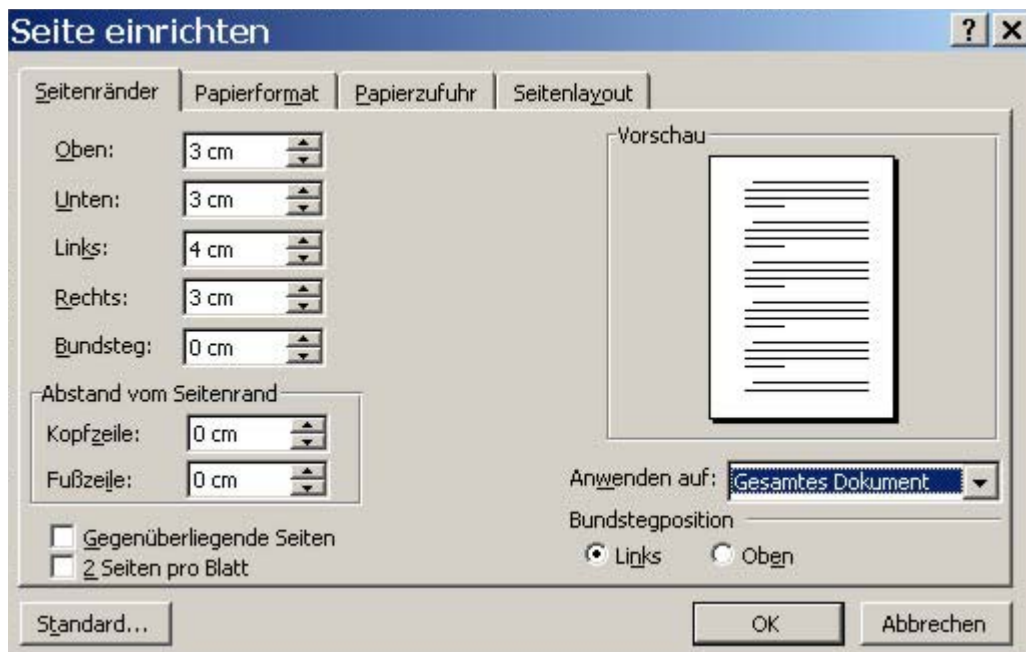 Seite einrichten
Seitenränder Papierformat Papierzufuhr Seitenlayout
Oben: 3 cm
Unten: 3 cm
Links: 4 cm
Rechts: 3 cm
Bundsteg: 0 cm
Abstand vom Seitenrand
Kopfzeile: 0 cm
Fußzeile: 0 cm
Gegenüberliegende Seiten
2 Seiten pro Blatt
Vorschau
Anwenden auf: Gesamtes Dokument
Bundstegposition
Links Oben
Standard... OK Abbrechen